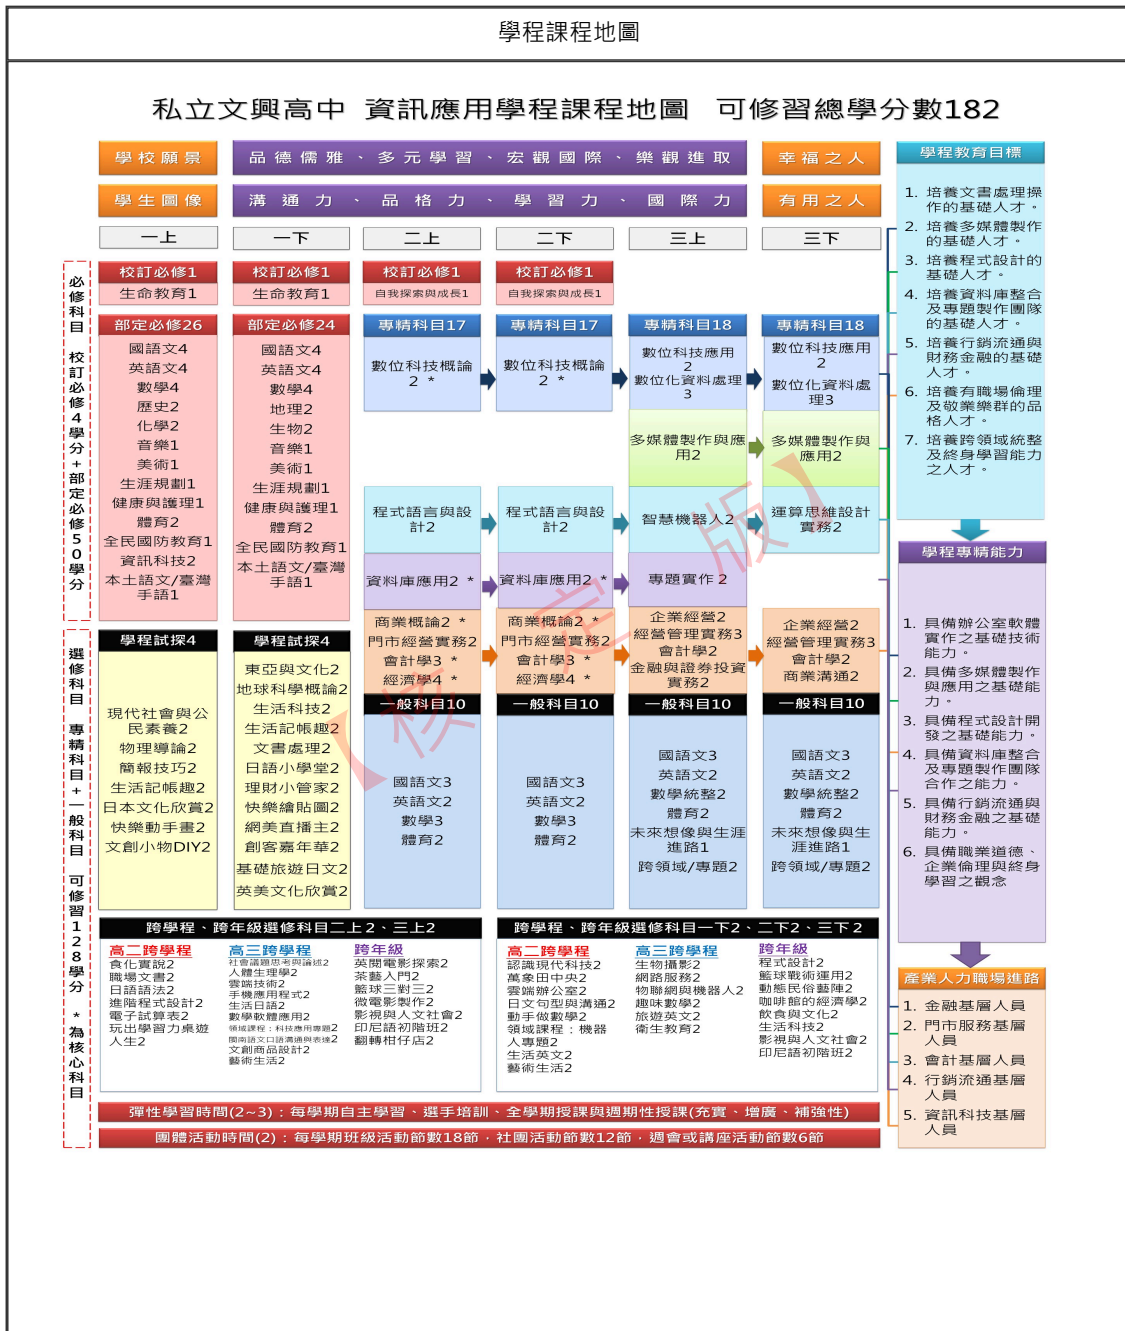 學程課程地圖
私立文興高中 資訊應用學程課程地圖 可修習總學分數182
學校願景
品德儒雅、多元學習、宏觀國際、樂觀進取
幸福之人
學生圖像
溝通力、品格力、學習力、國際力
有用之人
一上
一下
二上
二下
三上
三下
必修科目 校訂必修4學分+部定必修50學分
校訂必修1
生命教育1
校訂必修1
生命教育1
校訂必修1
自我探索與成長1
校訂必修1
自我探索與成長1
部定必修26
國語文4
英語文4
數學4
歷史2
化學2
音樂1
美術1
生涯規劃1
健康與護理1
體育2
全民國防教育1
資訊科技2
本土語文/臺灣
手語1
部定必修24
國語文4
英語文4
數學4
地理2
生物2
音樂1
美術1
生涯規劃1
健康與護理1
體育2
全民國防教育1
本土語文/臺灣
手語1
專精科目17
數位科技概論
2 *
程式語言與設
計2
資料庫應用2 *
商業概論2 *
門市經營實務2
會計學3 *
經濟學4 *
專精科目17
數位科技概論
2 *
程式語言與設
計2
資料庫應用2 *
商業概論2 *
門市經營實務2
會計學3 *
經濟學4 *
專精科目18
數位科技應用
2
數位化資料處理
3
多媒體製作與應
用2
智慧機器人2
專題實作 2
企業經營2
經營管理實務3
會計學2
金融與證券投資
實務2
專精科目18
數位科技應用
2
數位化資料處
理3
多媒體製作與
應用2
運算思維設計
實務2
企業經營2
經營管理實務3
會計學2
商業溝通2
選修科目 專精科目+一般科目 可修習128學分 *為核心科目
學程試探4
現代社會與公
民素養2
物理導論2
簡報技巧2
生活記帳趣2
日本文化欣賞2
快樂動手畫2
文創小物DIY2
學程試探4
東亞與文化2
地球科學概論2
生活科技2
生活記帳趣2
文書處理2
日語小學堂2
理財小管家2
快樂繪貼圖2
網美直播主2
創客嘉年華2
基礎旅遊日文2
英美文化欣賞2
一般科目10
國語文3
英語文2
數學3
體育2
一般科目10
國語文3
英語文2
數學3
體育2
一般科目10
國語文3
英語文2
數學統整2
體育2
未來想像與生涯
進路1
跨領域/專題2
一般科目10
國語文3
英語文2
數學統整2
體育2
未來想像與生
涯進路1
跨領域/專題2
【核定版】
跨學程、跨年級選修科目二上2、三上2
高二跨學程
食化實說2
職場文書2
日語語法2
進階程式設計2
電子試算表2
玩出學習力桌遊
人生2
高三跨學程
社會議題思考與論述2
人體生理學2
雲端技術2
手機應用程式2
生活日語2
數學軟體應用2
領域課程：科技應用專題2
閩南語文口語溝通與表達2
文創商品設計2
藝術生活2
跨年級
英閱電影探索2
茶藝入門2
籃球三對三2
微電影製作2
影視與人文社會2
印尼語初階班2
翻轉柑仔店2
跨學程、跨年級選修科目一下2、二下2、三下2
高二跨學程
認識現代科技2
萬象田中央2
雲端辦公室2
日文句型與溝通2
動手做數學2
領域課程：機器
人專題2
生活英文2
藝術生活2
高三跨學程
生物攝影2
網路服務2
物聯網與機器人2
趣味數學2
旅遊英文2
衛生教育2
跨年級
程式設計2
籃球戰術運用2
動態民俗藝陣2
咖啡館的經濟學2
飲食與文化2
生活科技2
影視與人文社會2
印尼語初階班2
彈性學習時間(2~3)：每學期自主學習、選手培訓、全學期授課與週期性授課(充實、增廣、補強性)
團體活動時間(2)：每學期班級活動節數18節，社團活動節數12節，週會或講座活動節數6節
學程教育目標
1. 培養文書處理操
作的基礎人才。
2. 培養多媒體製作
的基礎人才。
3. 培養程式設計的
基礎人才。
4. 培養資料庫整合
及專題製作團隊
的基礎人才。
5. 培養行銷流通與
財務金融的基礎
人才。
6. 培養有職場倫理
及敬業樂群的品
格人才。
7. 培養跨領域統整
及終身學習能力
之人才。
學程專精能力
1. 具備辦公室軟體
實作之基礎技術
能力。
2. 具備多媒體製作
與應用之基礎能
力。
3. 具備程式設計開
發之基礎能力。
4. 具備資料庫整合
及專題製作團隊
合作之能力。
5. 具備行銷流通與
財務金融之基礎
能力。
6. 具備職業道德、
企業倫理與終身
學習之觀念
產業人力職場進路
1. 金融基層人員
2. 門市服務基層
人員
3. 會計基層人員
4. 行銷流通基層
人員
5. 資訊科技基層
人員